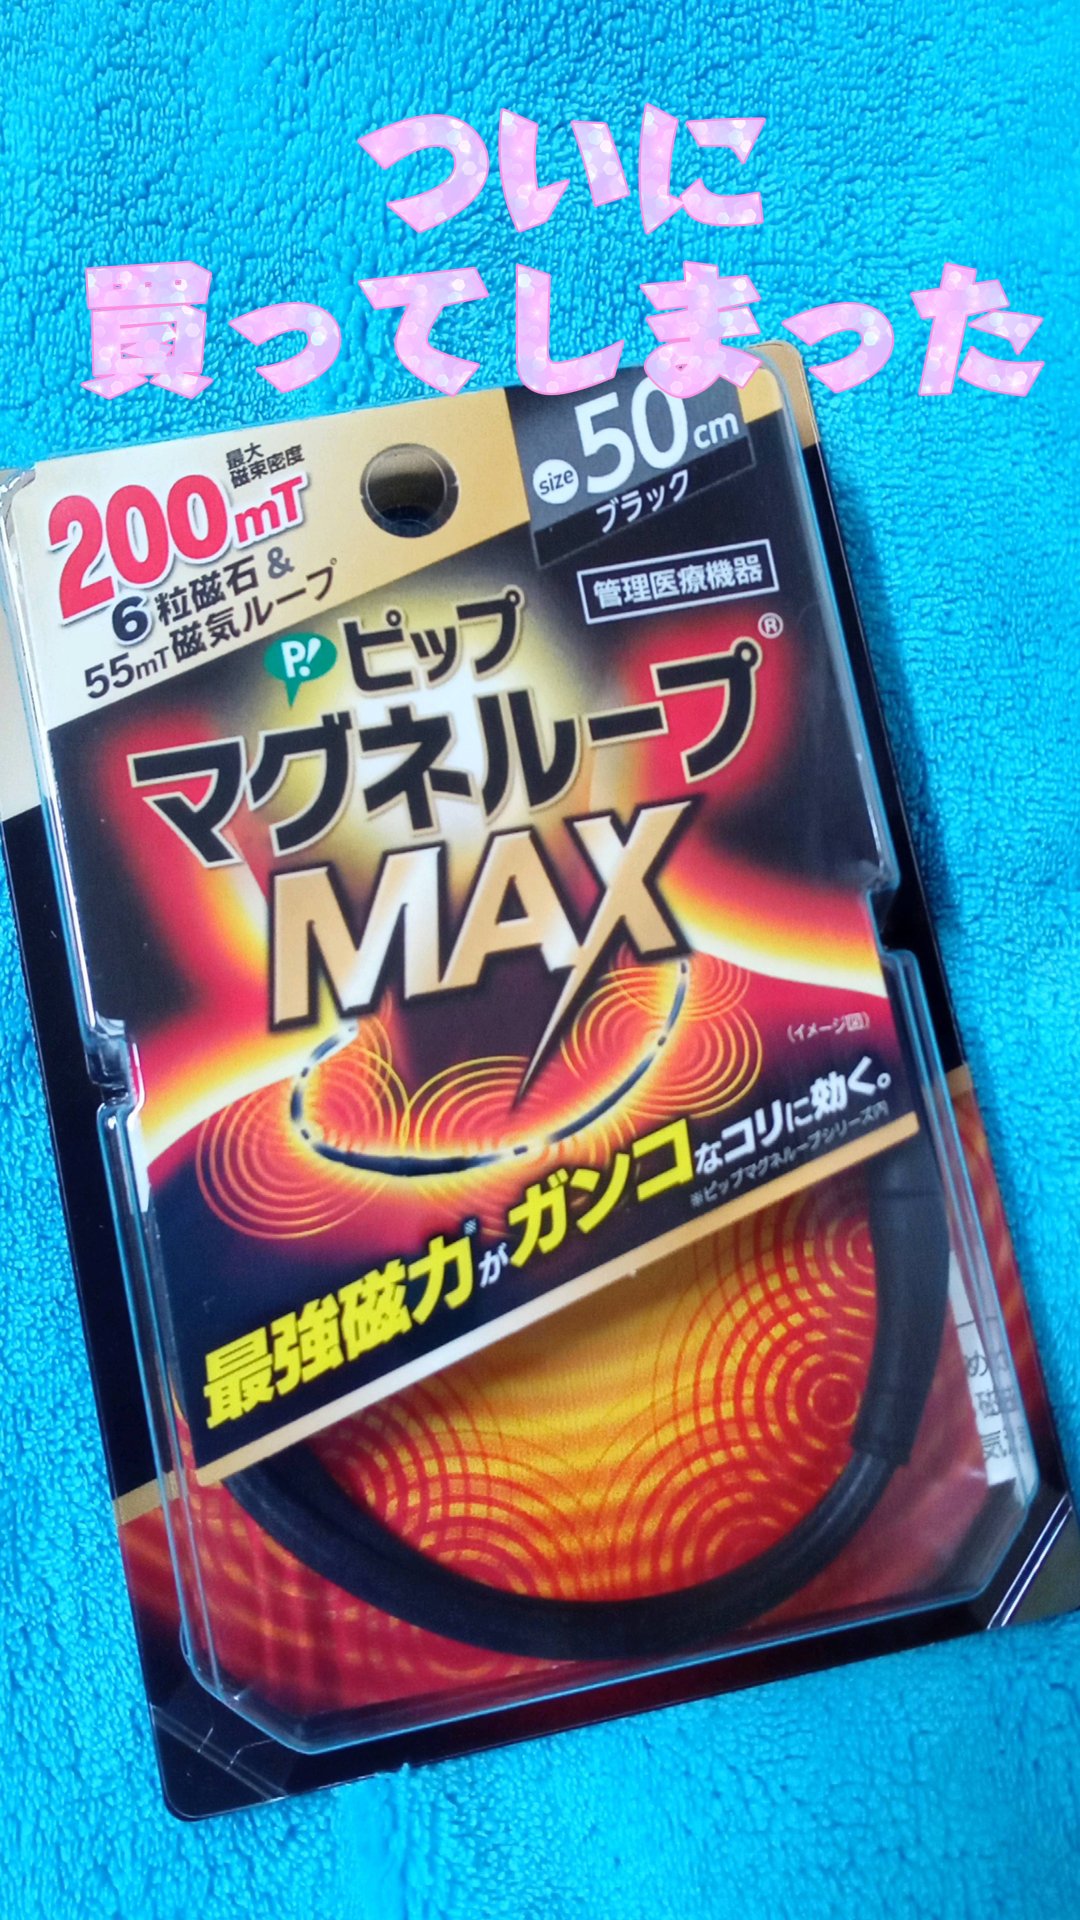 ついに
買ってしまった
最大
磁束密度
200mT
6粒磁石&
55mT磁気ループ
size 50cm
ブラック
管理医療機器
P! ピップ
マグネループ®
MAX
(イメージ図)
最強磁力※がガンコなコリに効く。
※ピップマグネループシリーズ内